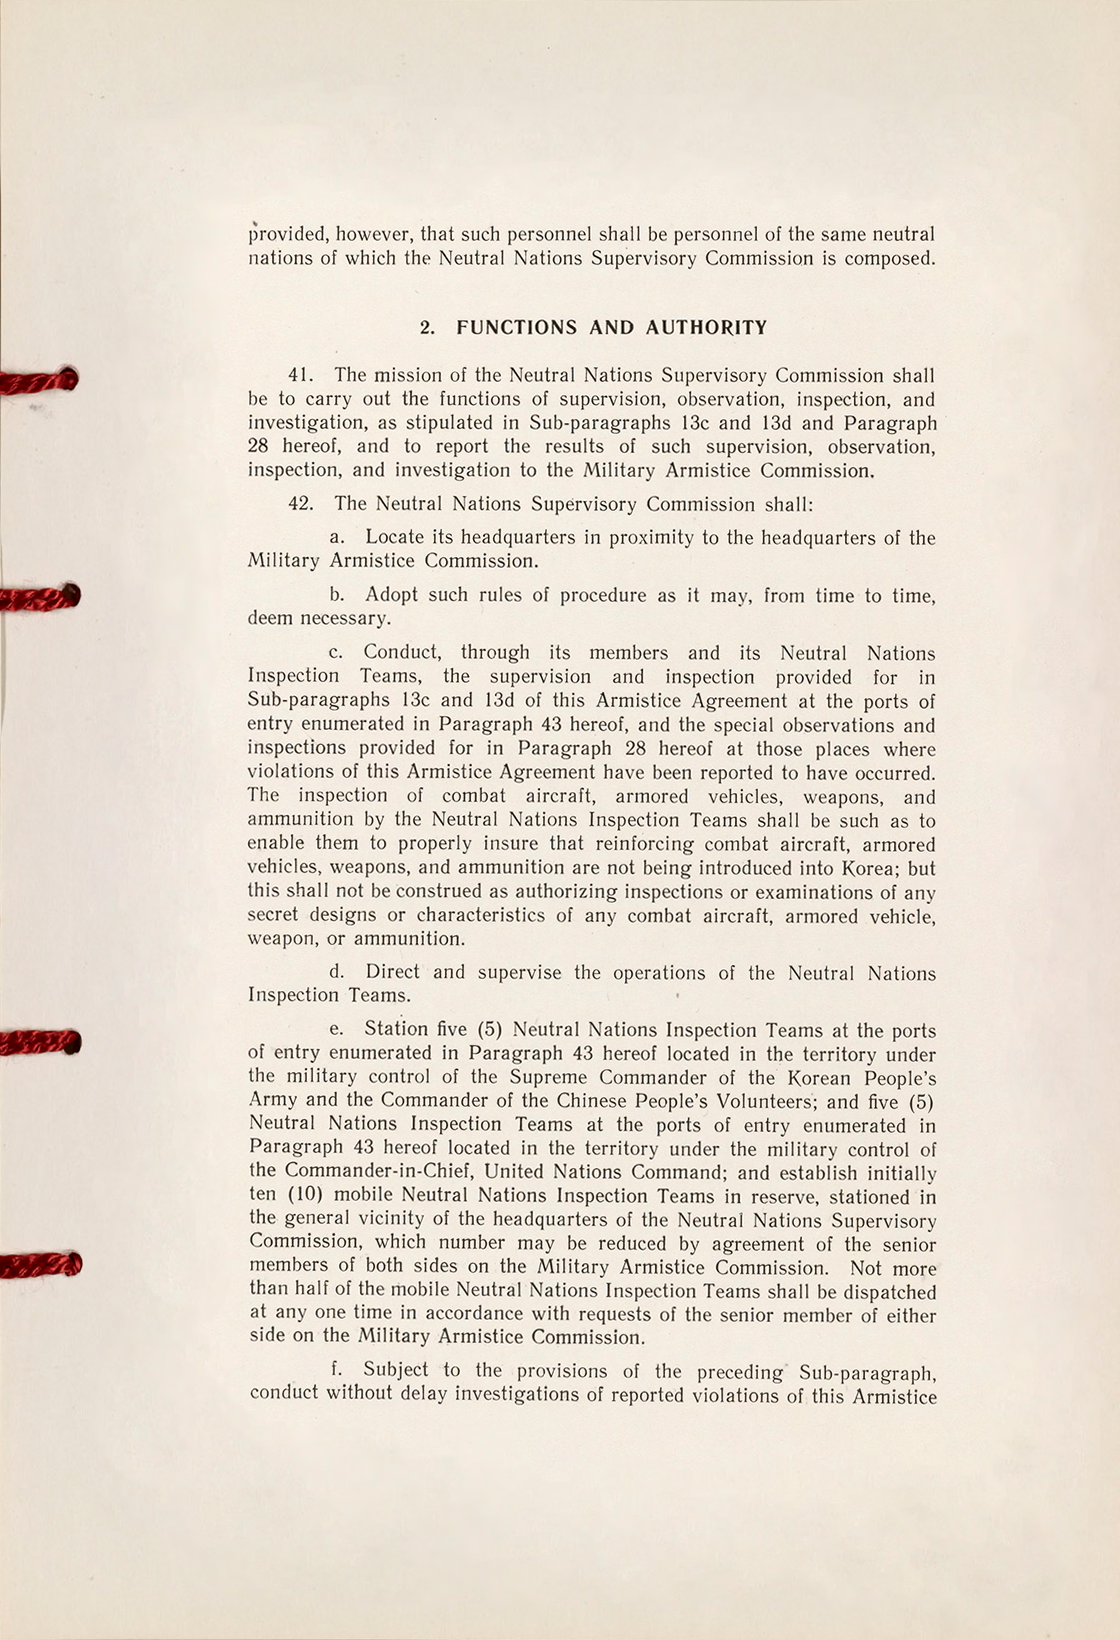 provided, however, that such personnel shall be personnel of the same neutral
nations of which the Neutral Nations Supervisory Commission is composed.
2. FUNCTIONS AND AUTHORITY
41. The mission of the Neutral Nations Supervisory Commission shall
be to carry out the functions of supervision, observation, inspection, and
investigation, as stipulated in Sub-paragraphs 13c and 13d and Paragraph
28 hereof, and to report the results of such supervision, observation,
inspection, and investigation to the Military Armistice Commission.
42. The Neutral Nations Supervisory Commission shall:
a. Locate its headquarters in proximity to the headquarters of the
Military Armistice Commission.
b. Adopt such rules of procedure as it may, from time to time,
deem necessary.
c. Conduct, through its members and its Neutral Nations
Inspection Teams, the supervision and inspection provided for in
Sub-paragraphs 13c and 13d of this Armistice Agreement at the ports of
entry enumerated in Paragraph 43 hereof, and the special observations and
inspections provided for in Paragraph 28 hereof at those places where
violations of this Armistice Agreement have been reported to have occurred.
The inspection of combat aircraft, armored vehicles, weapons, and
ammunition by the Neutral Nations Inspection Teams shall be such as to
enable them to properly insure that reinforcing combat aircraft, armored
vehicles, weapons, and ammunition are not being introduced into Korea; but
this shall not be construed as authorizing inspections or examinations of any
secret designs or characteristics of any combat aircraft, armored vehicle,
weapon, or ammunition.
d. Direct and supervise the operations of the Neutral Nations
Inspection Teams.
e. Station five (5) Neutral Nations Inspection Teams at the ports
of entry enumerated in Paragraph 43 hereof located in the territory under
the military control of the Supreme Commander of the Korean People's
Army and the Commander of the Chinese People's Volunteers; and five (5)
Neutral Nations Inspection Teams at the ports of entry enumerated in
Paragraph 43 hereof located in the territory under the military control of
the Commander-in-Chief, United Nations Command; and establish initially
ten (10) mobile Neutral Nations Inspection Teams in reserve, stationed in
the general vicinity of the headquarters of the Neutral Nations Supervisory
Commission, which number may be reduced by agreement of the senior
members of both sides on the Military Armistice Commission. Not more
than half of the mobile Neutral Nations Inspection Teams shall be dispatched
at any one time in accordance with requests of the senior member of either
side on the Military Armistice Commission.
f. Subject to the provisions of the preceding Sub-paragraph,
conduct without delay investigations of reported violations of this Armistice